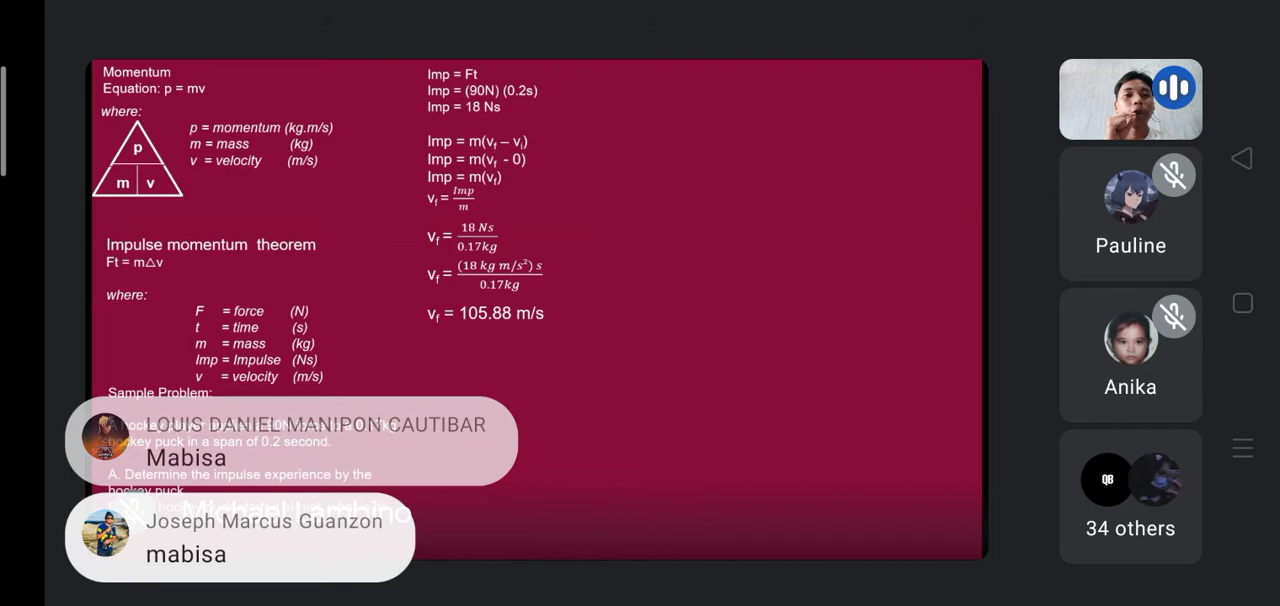 Momentum
Equation: p = mv
where:
p
m v
p = momentum (kg.m/s)
m = mass (kg)
v = velocity (m/s)
Impulse momentum theorem
Ft = m△v
where:
F = force (N)
t = time (s)
m = mass (kg)
Imp = Impulse (Ns)
v = velocity (m/s)
Sample Problem:
hockey puck in a span of 0.2 second.
A. Determine the impulse experience by the
hockey puck
Imp = Ft
Imp = (90N) (0.2s)
Imp = 18 Ns
Imp = m(vf – vi)
Imp = m(vf - 0)
Imp = m(vf)
vf = Imp/m
vf = 18 Ns/0.17kg
vf = (18 kg m/s²) s/0.17kg
vf = 105.88 m/s
LOUIS DANIEL MANIPON CAUTIBAR
Mabisa
Michael Lambino
Joseph Marcus Guanzon
mabisa
Pauline
Anika
QB
34 others